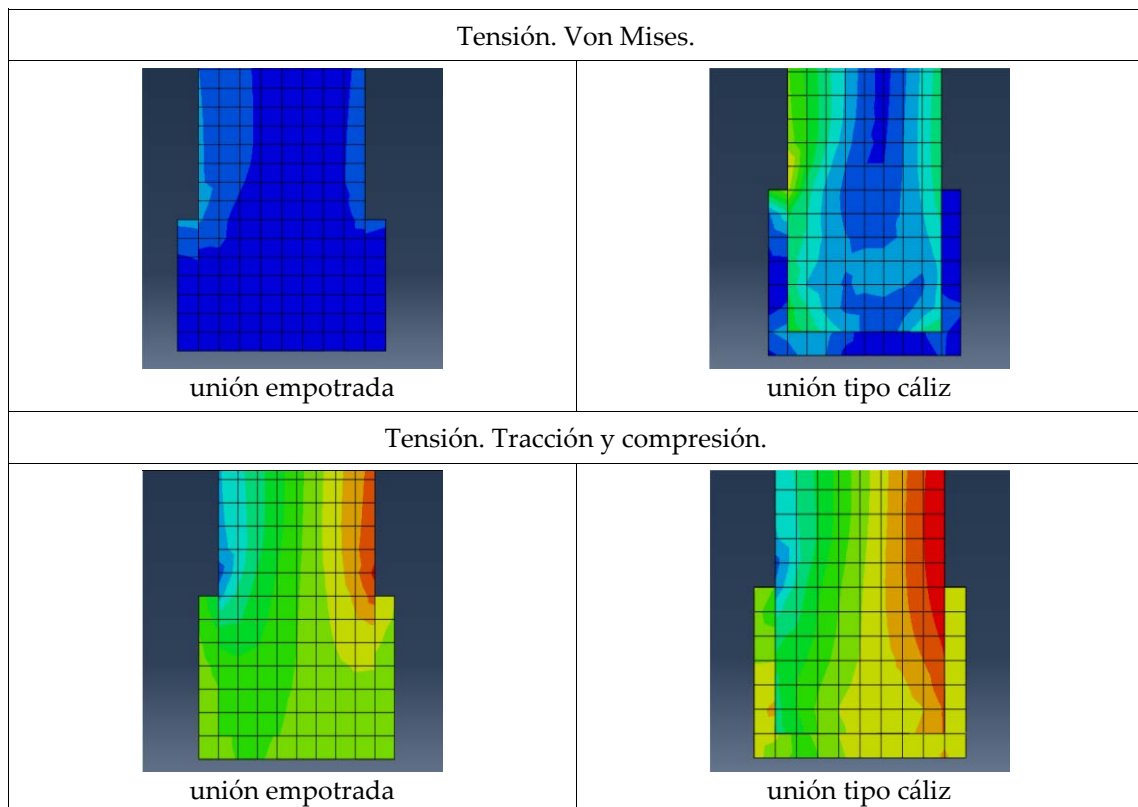 Tensión. Von Mises.
unión empotrada
unión tipo cáliz
Tensión. Tracción y compresión.
unión empotrada
unión tipo cáliz